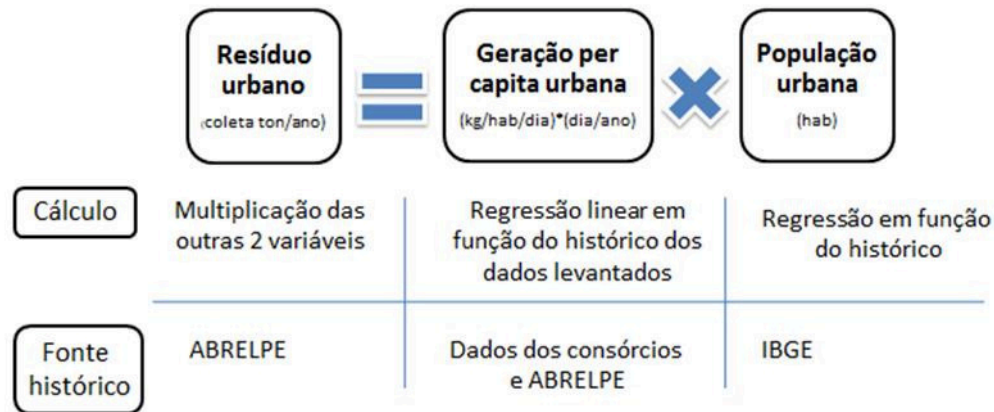 Resíduo
urbano
(coleta ton/ano)
Geração per
capita urbana
(kg/hab/dia)*(dia/ano)
População
urbana
(hab)
Cálculo
Multiplicação das
outras 2 variáveis
Regressão linear em
função do histórico dos
dados levantados
Regressão em função
do histórico
Fonte
histórico
ABRELPE
Dados dos consórcios
e ABRELPE
IBGE